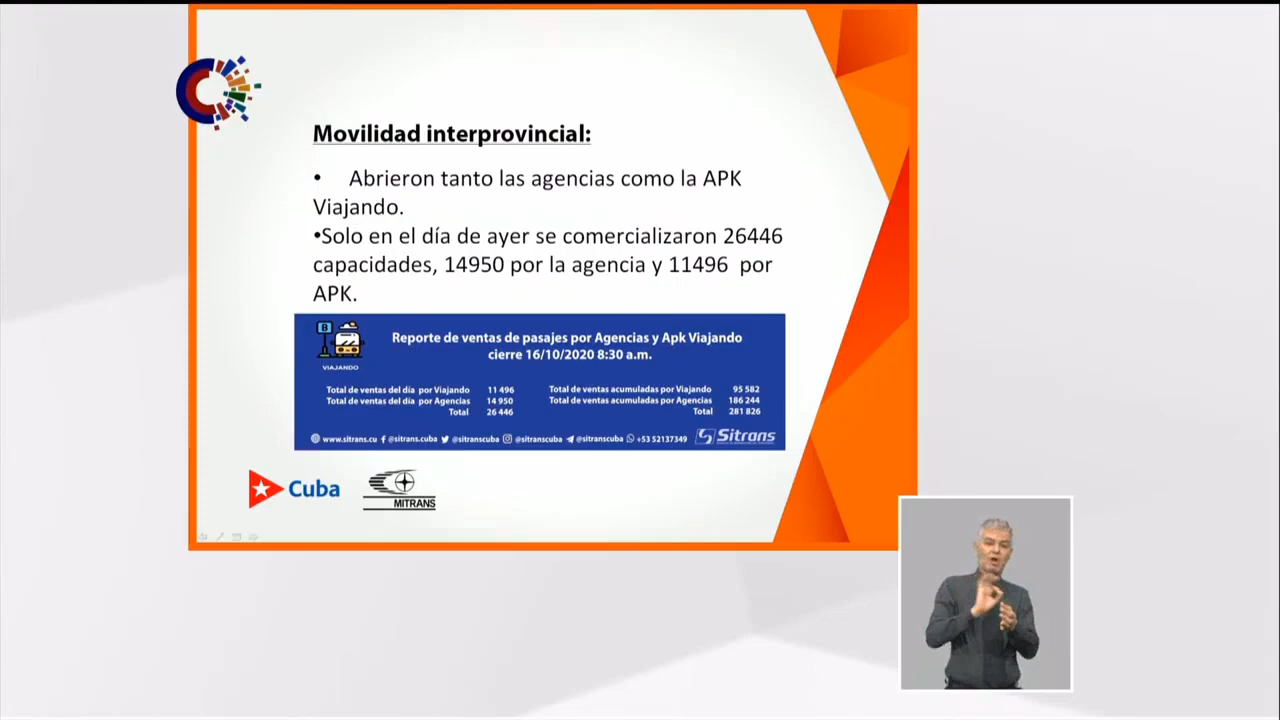 Movilidad interprovincial:
• Abrieron tanto las agencias como la APK
Viajando.
•Solo en el día de ayer se comercializaron 26446
capacidades, 14950 por la agencia y 11496 por
APK.
B
VIAJANDO
Reporte de ventas de pasajes por Agencias y Apk Viajando
cierre 16/10/2020 8:30 a.m.
Total de ventas del día por Viajando 11 496
Total de ventas del día por Agencias 14 950
Total 26 446
Total de ventas acumuladas por Viajando 95 582
Total de ventas acumuladas por Agencias 186 244
Total 281 826
www.sitrans.cu @sitrans.cuba @sitranscuba @sitranscuba @sitranscuba +53 52137349
Sitrans
Cuba
MITRANS